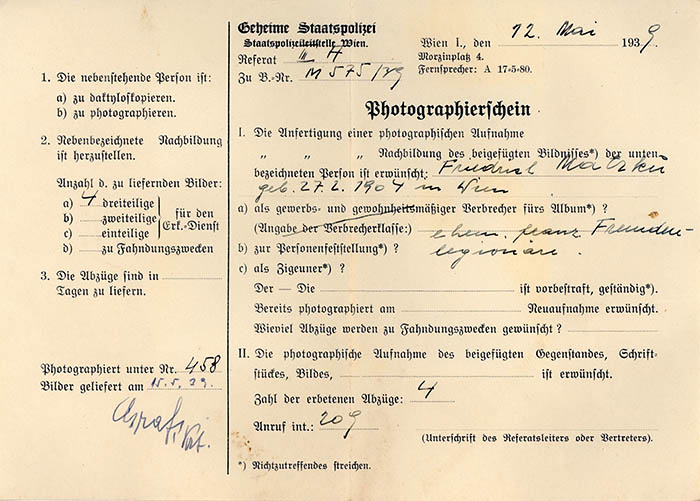 Geheime Staatspolizei
Staatspolizeileitstelle Wien.
Referat III H
Zu B.-Nr. M 575/39
Wien I., den 12. Mai 1939.
Morzinplatz 4.
Fernsprecher: A 17-5-80.
1. Die nebenstehende Person ist:
a) zu daktyloskopieren.
b) zu photographieren.
2. Nebenbezeichnete Nachbildung
ist herzustellen.
Anzahl d. zu liefernden Bilder:
a) 4 dreiteilige
b) zweiteilige
c) einteilige
für den
Erk.-Dienst
d) zu Fahndungszwecken
3. Die Abzüge sind in
Tagen zu liefern.
Photographiert unter Nr. 458
Bilder geliefert am 15.5.39.
Photographierschein
I. Die Anfertigung einer photographischen Aufnahme
„ „ „ Nachbildung des beigefügten Bildnisses*) der unten
bezeichneten Person ist erwünscht: Friedrich
geb. 27.2.1904 in Wien
a) als gewerbs- und gewohnheitsmäßiger Verbrecher fürs Album*) ?
(Angabe der Verbrecherklasse:) ehem. franz. Fremden-
b) zur Personenfeststellung*) ? legionär.
c) als Zigeuner*) ?
Der — Die ist vorbestraft, geständig*).
Bereits photographiert am Neuaufnahme erwünscht.
Wieviel Abzüge werden zu Fahndungszwecken gewünscht ?
II. Die photographische Aufnahme des beigefügten Gegenstandes, Schrift-
stückes, Bildes, ist erwünscht.
Zahl der erbetenen Abzüge: 4
Anruf int.: 209
(Unterschrift des Referatsleiters oder Vertreters).
*) Nichtzutreffendes streichen.